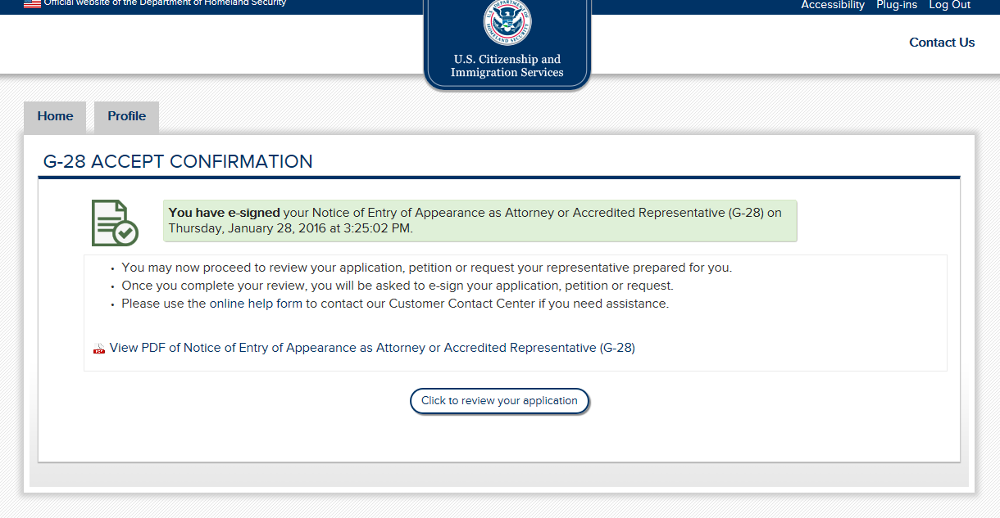 Official website of the Department of Homeland Security
Accessibility Plug-ins Log Out
U.S. DEPARTMENT OF HOMELAND SECURITY
U.S. Citizenship and
Immigration Services
Contact Us
Home Profile
G-28 ACCEPT CONFIRMATION
You have e-signed your Notice of Entry of Appearance as Attorney or Accredited Representative (G-28) on
Thursday, January 28, 2016 at 3:25:02 PM.
• You may now proceed to review your application, petition or request your representative prepared for you.
• Once you complete your review, you will be asked to e-sign your application, petition or request.
• Please use the online help form to contact our Customer Contact Center if you need assistance.
View PDF of Notice of Entry of Appearance as Attorney or Accredited Representative (G-28)
Click to review your application